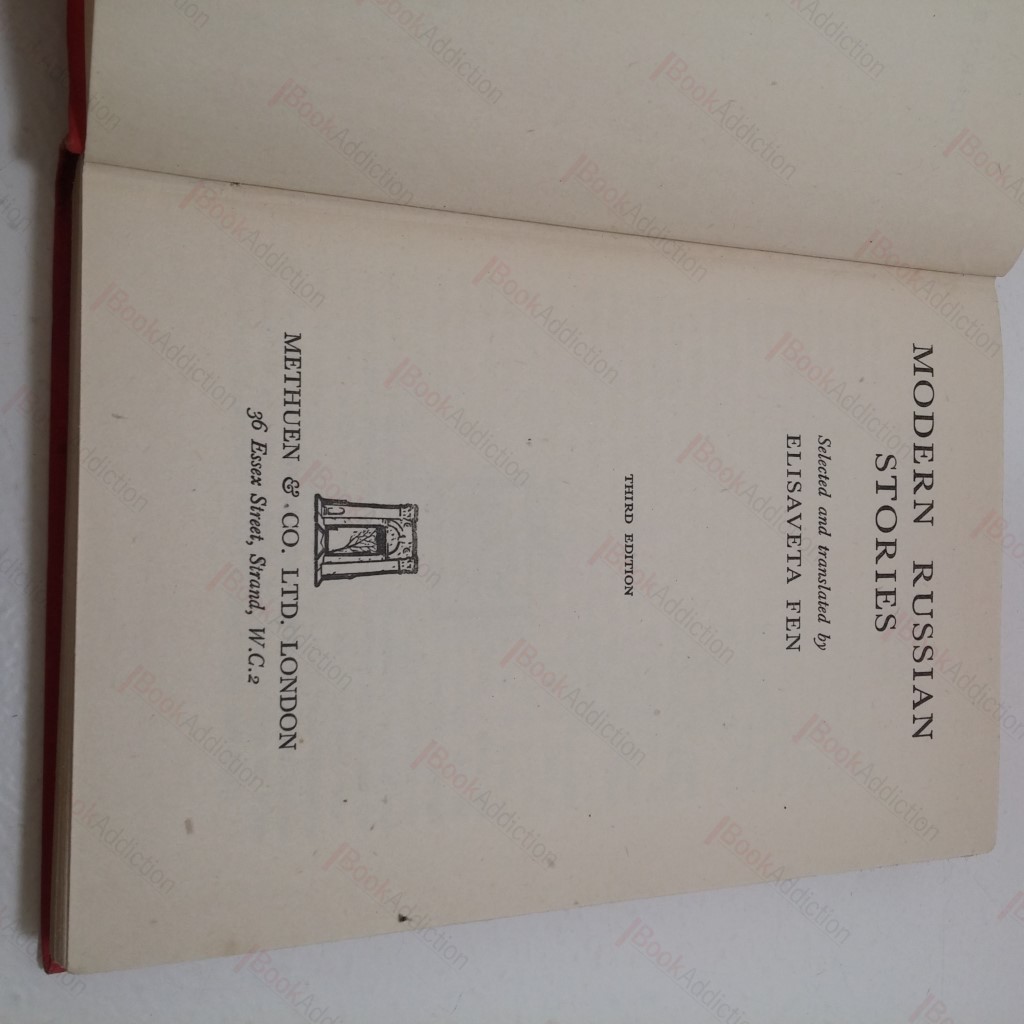 MODERN RUSSIAN
STORIES
Selected and translated by
ELISAVETA FEN
THIRD EDITION
METHUEN & CO. LTD. LONDON
36 Essex Street, Strand, W.C.2
BookAddiction